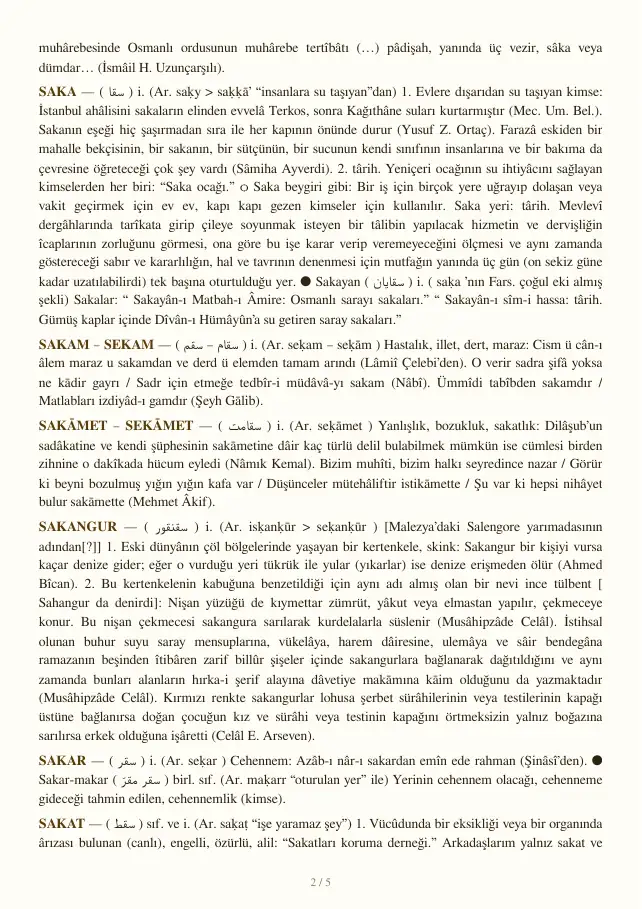 muhârebesinde Osmanlı ordusunun muhârebe tertîbâtı (…) pâdişah, yanında üç vezir, sâka veya
dümdar… (İsmâil H. Uzunçarşılı).
SAKA — ( سقا ) i. (Ar. saḳy > saḳḳā’ “insanlara su taşıyan”dan) 1. Evlere dışarıdan su taşıyan kimse:
İstanbul ahâlisini sakaların elinden evvelâ Terkos, sonra Kağıthâne suları kurtarmıştır (Mec. Um. Bel.).
Sakanın eşeği hiç şaşırmadan sıra ile her kapının önünde durur (Yusuf Z. Ortaç). Farazâ eskiden bir
mahalle bekçisinin, bir sakanın, bir sütçünün, bir sucunun kendi sınıfının insanlarına ve bir bakıma da
çevresine öğreteceği çok şey vardı (Sâmiha Ayverdi). 2. târih. Yeniçeri ocağının su ihtiyâcını sağlayan
kimselerden her biri: “Saka ocağı.” ѻ Saka beygiri gibi: Bir iş için birçok yere uğrayıp dolaşan veya
vakit geçirmek için ev ev, kapı kapı gezen kimseler için kullanılır. Saka yeri: târih. Mevlevî
dergâhlarında tarîkata girip çileye soyunmak isteyen bir tâlibin yapılacak hizmetin ve dervişliğin
îcaplarının zorluğunu görmesi, ona göre bu işe karar verip veremeyeceğini ölçmesi ve aynı zamanda
göstereceği sabır ve kararlılığın, hal ve tavrının denenmesi için mutfağın yanında üç gün (on sekiz güne
kadar uzatılabilirdi) tek başına oturtulduğu yer. ● Sakayan ( سقايان ) i. ( saḳa ’nın Fars. çoğul eki almış
şekli) Sakalar: “ Sakayân-ı Matbah-ı Âmire: Osmanlı sarayı sakaları.” “ Sakayân-ı sîm-i hassa: târih.
Gümüş kaplar içinde Dîvân-ı Hümâyûn’a su getiren saray sakaları.”
SAKAM – SEKAM — ( سقام – سقم ) i. (Ar. seḳam – seḳām ) Hastalık, illet, dert, maraz: Cism ü cân-ı
âlem maraz u sakamdan ve derd ü elemden tamam arındı (Lâmiî Çelebi’den). O verir sadra şifâ yoksa
ne kādir gayrı / Sadr için etmeğe tedbîr-i müdâvâ-yı sakam (Nâbî). Ümmîdi tabîbden sakamdır /
Matlabları izdiyâd-ı gamdır (Şeyh Gālib).
SAKĀMET – SEKĀMET — ( سقامت ) i. (Ar. seḳāmet ) Yanlışlık, bozukluk, sakatlık: Dilâşub’un
sadâkatine ve kendi şüphesinin sakāmetine dâir kaç türlü delil bulabilmek mümkün ise cümlesi birden
zihnine o dakîkada hücum eyledi (Nâmık Kemal). Bizim muhîti, bizim halkı seyredince nazar / Görür
ki beyni bozulmuş yığın yığın kafa var / Düşünceler mütehâliftir istikāmette / Şu var ki hepsi nihâyet
bulur sakāmette (Mehmet Âkif).
SAKANGUR — ( سقنقور ) i. (Ar. isḳanḳūr > seḳanḳūr ) [Malezya’daki Salengore yarımadasının
adından[?]] 1. Eski dünyânın çöl bölgelerinde yaşayan bir kertenkele, skink: Sakangur bir kişiyi vursa
kaçar denize gider; eğer o vurduğu yeri tükrük ile yular (yıkarlar) ise denize erişmeden ölür (Ahmed
Bîcan). 2. Bu kertenkelenin kabuğuna benzetildiği için aynı adı almış olan bir nevi ince tülbent [
Sahangur da denirdi]: Nişan yüzüğü de kıymettar zümrüt, yâkut veya elmastan yapılır, çekmeceye
konur. Bu nişan çekmecesi sakangura sarılarak kurdelalarla süslenir (Musâhipzâde Celâl). İstihsal
olunan buhur suyu saray mensuplarına, vükelâya, harem dâiresine, ulemâya ve sâir bendegâna
ramazanın beşinden îtibâren zarif billûr şişeler içinde sakangurlara bağlanarak dağıtıldığını ve aynı
zamanda bunları alanların hırka-i şerif alayına dâvetiye makāmına kāim olduğunu da yazmaktadır
(Musâhipzâde Celâl). Kırmızı renkte sakangurlar lohusa şerbet sürâhilerinin veya testilerinin kapağı
üstüne bağlanırsa doğan çocuğun kız ve sürâhi veya testinin kapağını örtmeksizin yalnız boğazına
sarılırsa erkek olduğuna işâretti (Celâl E. Arseven).
SAKAR — ( سقر ) i. (Ar. seḳar ) Cehennem: Azâb-ı nâr-ı sakardan emîn ede rahman (Şinâsî’den). ●
Sakar-makar ( سقر مقرّ ) birl. sıf. (Ar. maḳarr “oturulan yer” ile) Yerinin cehennem olacağı, cehenneme
gideceği tahmin edilen, cehennemlik (kimse).
SAKAT — ( سقط ) sıf. ve i. (Ar. saḳaṭ “işe yaramaz şey”) 1. Vücûdunda bir eksikliği veya bir organında
ârızası bulunan (canlı), engelli, özürlü, alil: “Sakatları koruma derneği.” Arkadaşlarım yalnız sakat ve
2 / 5